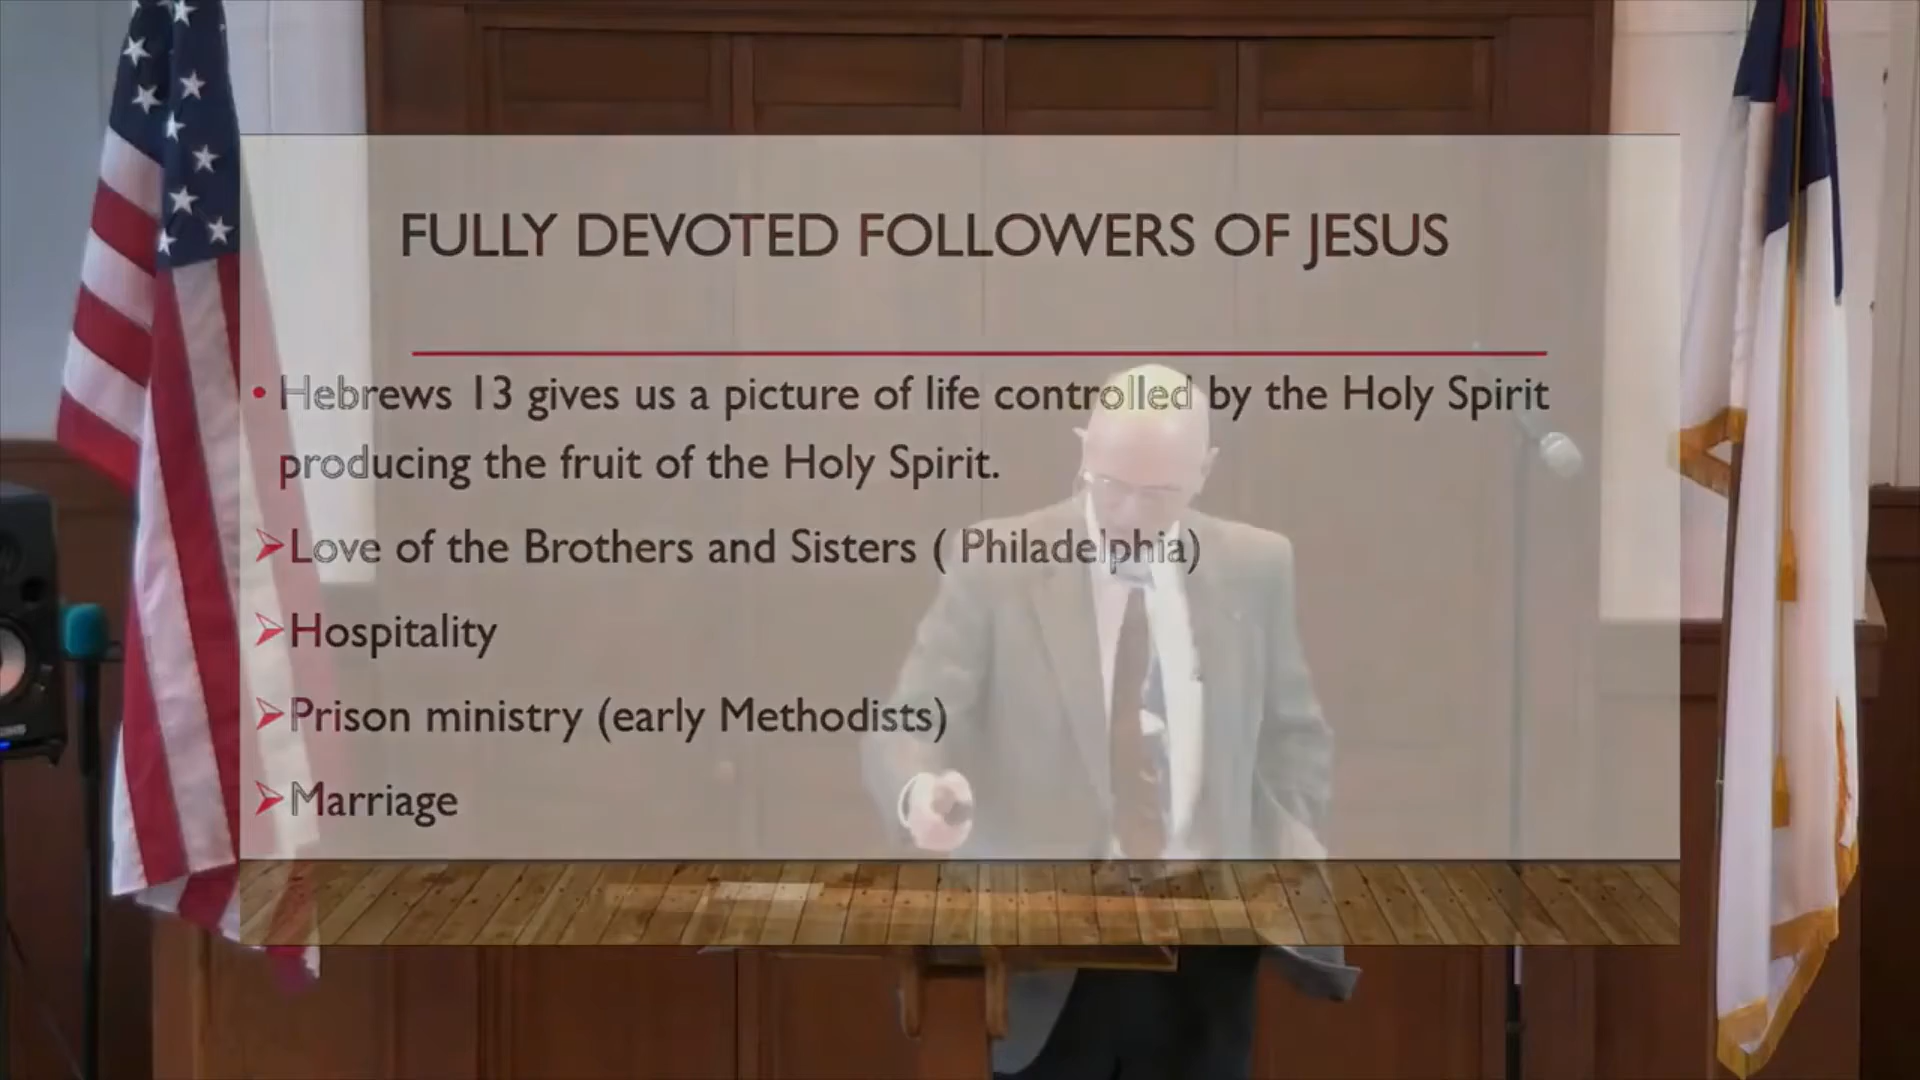 FULLY DEVOTED FOLLOWERS OF JESUS
• Hebrews 13 gives us a picture of life controlled by the Holy Spirit
producing the fruit of the Holy Spirit.
➢Love of the Brothers and Sisters ( Philadelphia)
➢Hospitality
➢Prison ministry (early Methodists)
➢Marriage